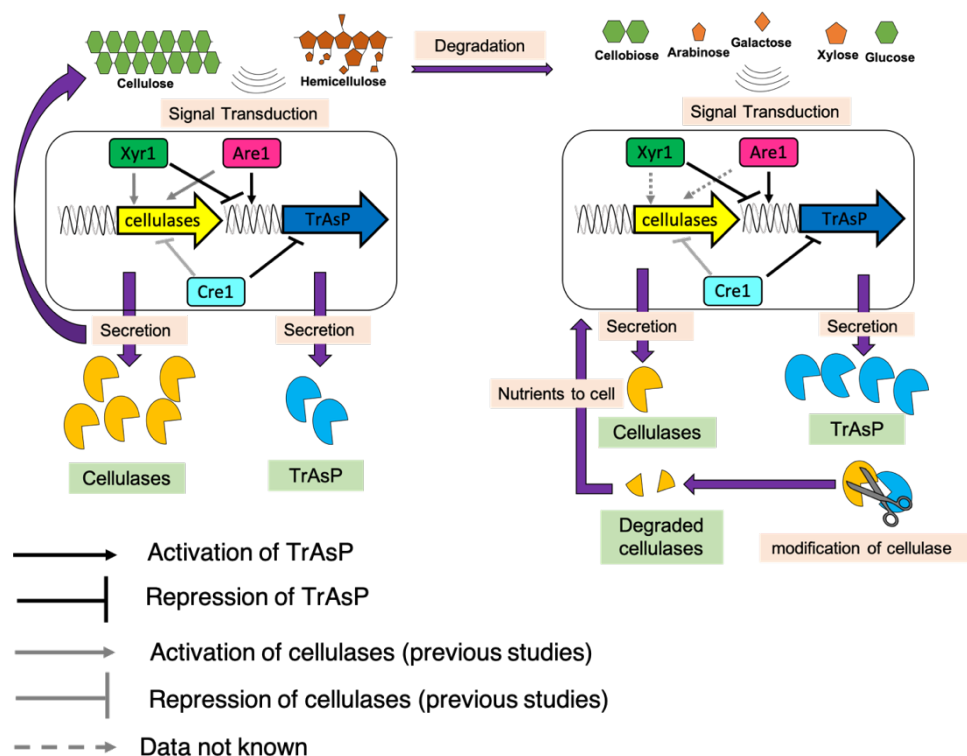 Cellulose
Hemicellulose
Degradation
Cellobiose
Arabinose
Galactose
Xylose
Glucose
Signal Transduction
Xyr1
Are1
cellulases
TrAsP
Cre1
Secretion
Secretion
Cellulases
TrAsP
Signal Transduction
Xyr1
Are1
cellulases
TrAsP
Cre1
Secretion
Secretion
Nutrients to cell
Cellulases
TrAsP
Degraded
cellulases
modification of cellulase
Activation of TrAsP
Repression of TrAsP
Activation of cellulases (previous studies)
Repression of cellulases (previous studies)
Data not known